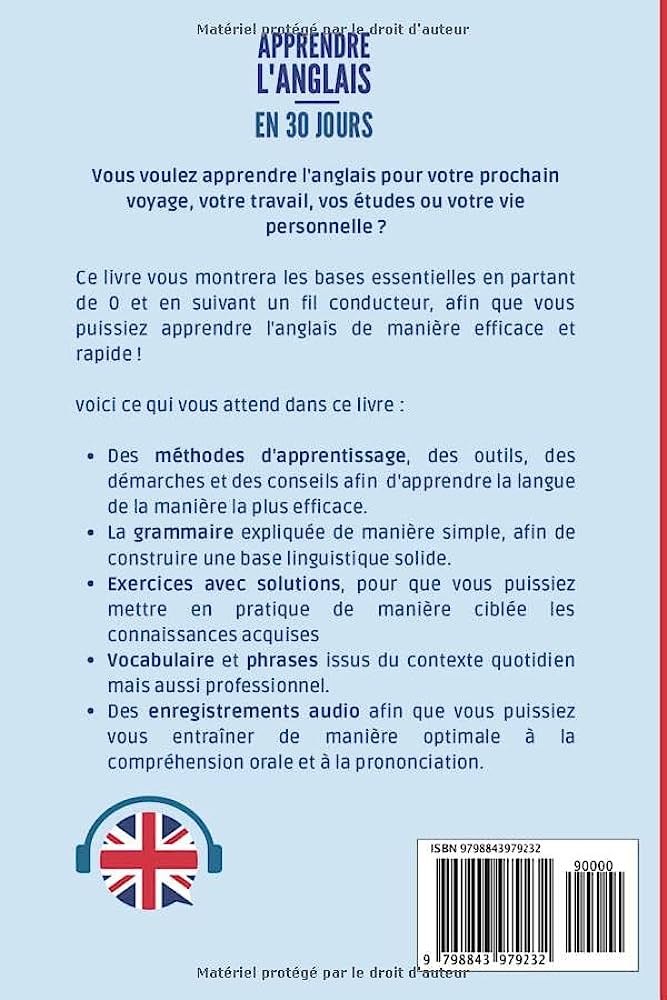 Matériel protégé par le droit d'auteur
APPRENDRE
L'ANGLAIS
EN 30 JOURS
Vous voulez apprendre l'anglais pour votre prochain
voyage, votre travail, vos études ou votre vie
personnelle ?
Ce livre vous montrera les bases essentielles en partant
de 0 et en suivant un fil conducteur, afin que vous
puissiez apprendre l'anglais de manière efficace et
rapide !
voici ce qui vous attend dans ce livre :
• Des méthodes d'apprentissage, des outils, des
démarches et des conseils afin d'apprendre la langue
de la manière la plus efficace.
• La grammaire expliquée de manière simple, afin de
construire une base linguistique solide.
• Exercices avec solutions, pour que vous puissiez
mettre en pratique de manière ciblée les
connaissances acquises
• Vocabulaire et phrases issus du contexte quotidien
mais aussi professionnel.
• Des enregistrements audio afin que vous puissiez
vous entraîner de manière optimale à la
compréhension orale et à la prononciation.
ISBN 9798843979232
90000
9 798843 979232
Matériel protégé par le droit d'auteur